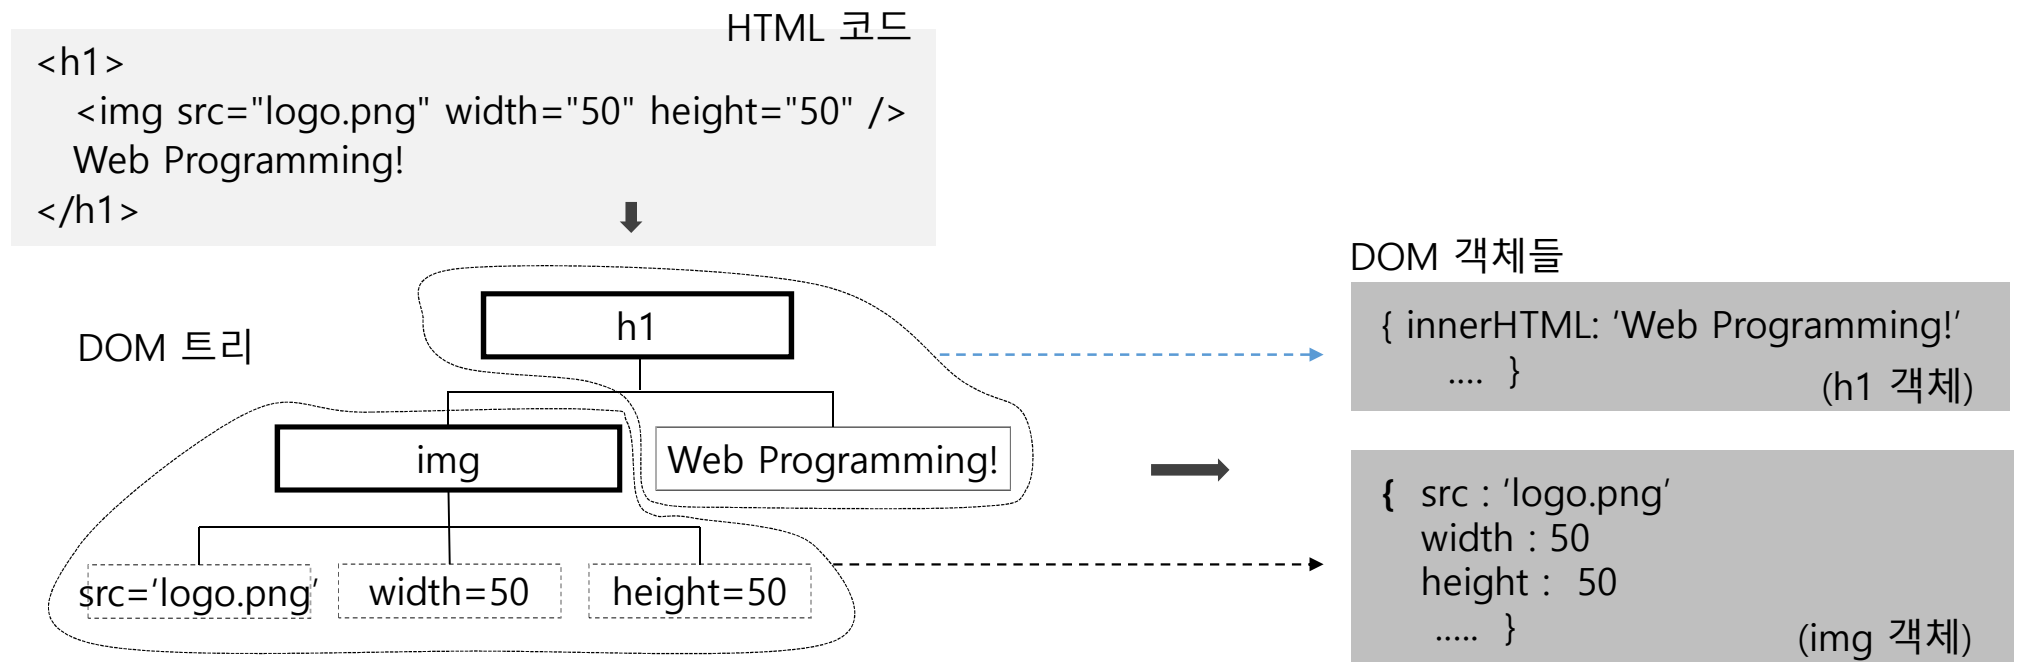 HTML 코드
<h1>
<img src="logo.png" width="50" height="50" />
Web Programming!
</h1>
DOM 트리
h1
img
Web Programming!
src=‘logo.png’
width=50
height=50
DOM 객체들
{ innerHTML: ‘Web Programming!’
.... }
(h1 객체)
{ src : ‘logo.png’
width : 50
height : 50
..... }
(img 객체)